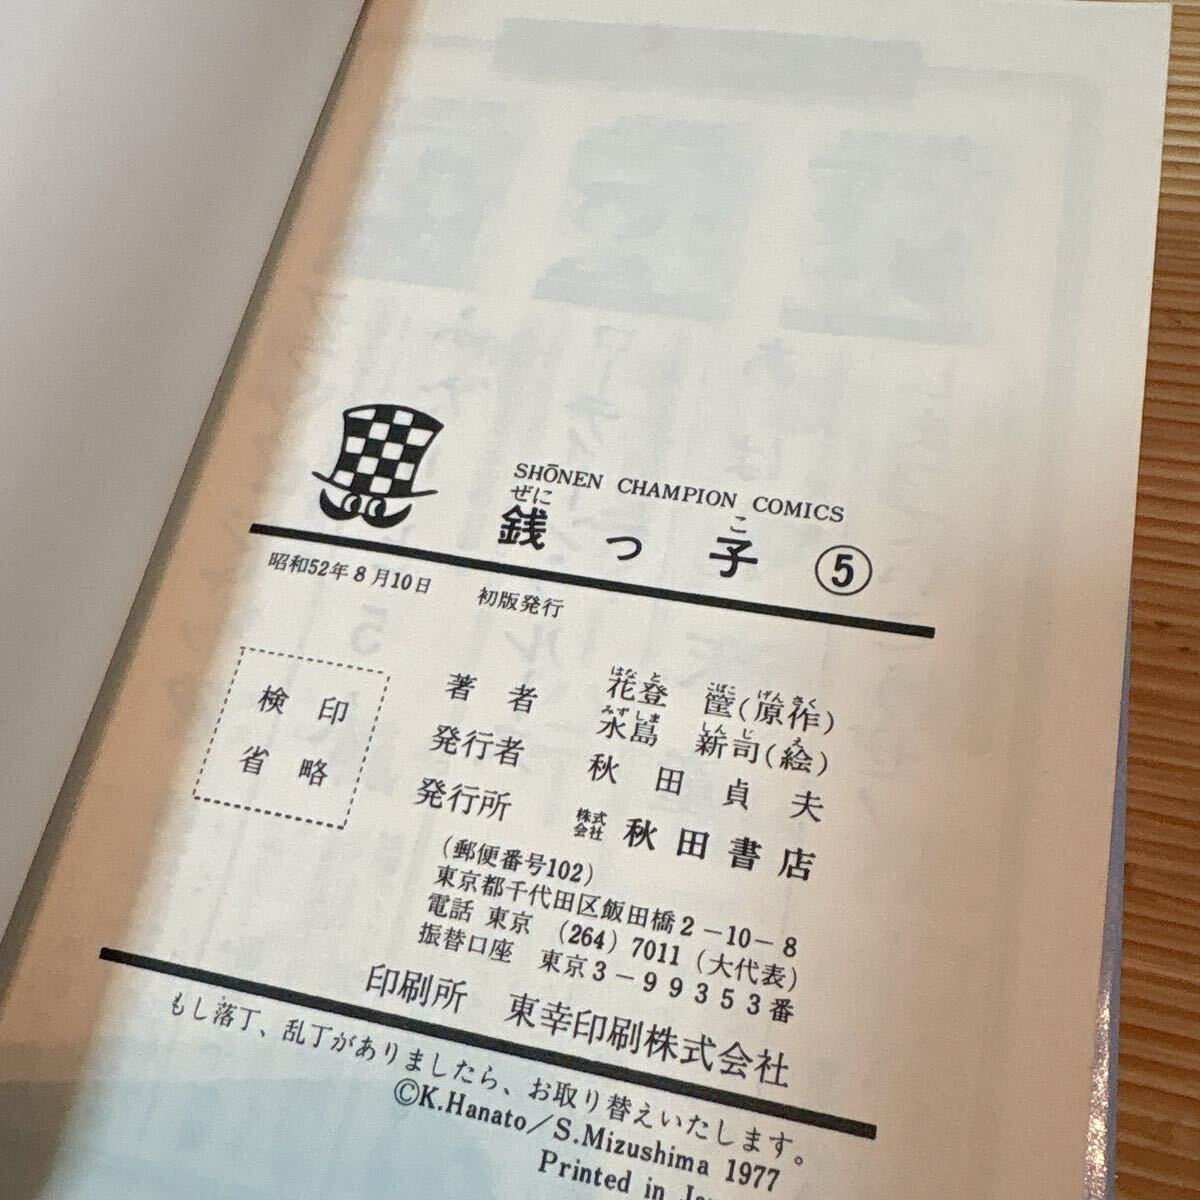 SHŌNEN CHAMPION COMICS
ぜに こ
銭っ子 ⑤
昭和52年8月10日 初版発行
検印
省略
はなと こばこ げんさく
著者 花登 筐(原作)
みずしま しんじ え
水島 新司(絵)
発行者 秋田貞夫
発行所 株式会社 秋田書店
(郵便番号102)
東京都千代田区飯田橋2-10-8
電話 東京 (264) 7011 (大代表)
振替口座 東京3-99353番
印刷所 東幸印刷株式会社
もし落丁、乱丁がありましたら、お取り替えいたします。
©K.Hanato/S.Mizushima 1977
Printed in